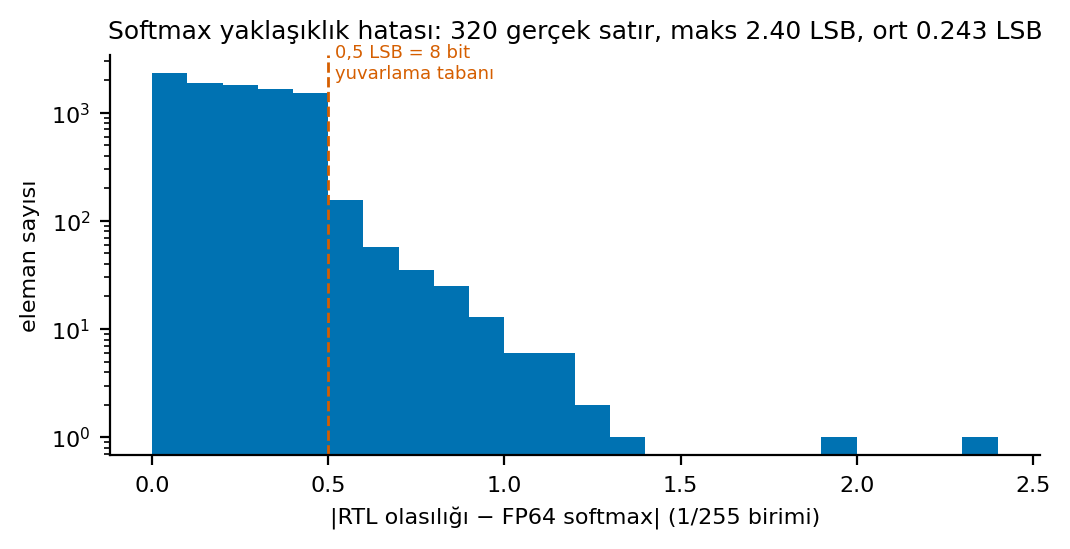 Softmax yaklaşıklık hatası: 320 gerçek satır, maks 2.40 LSB, ort 0.243 LSB
0,5 LSB = 8 bit
yuvarlama tabanı
eleman sayısı
10³
10²
10¹
10⁰
0.0 0.5 1.0 1.5 2.0 2.5
|RTL olasılığı − FP64 softmax| (1/255 birimi)